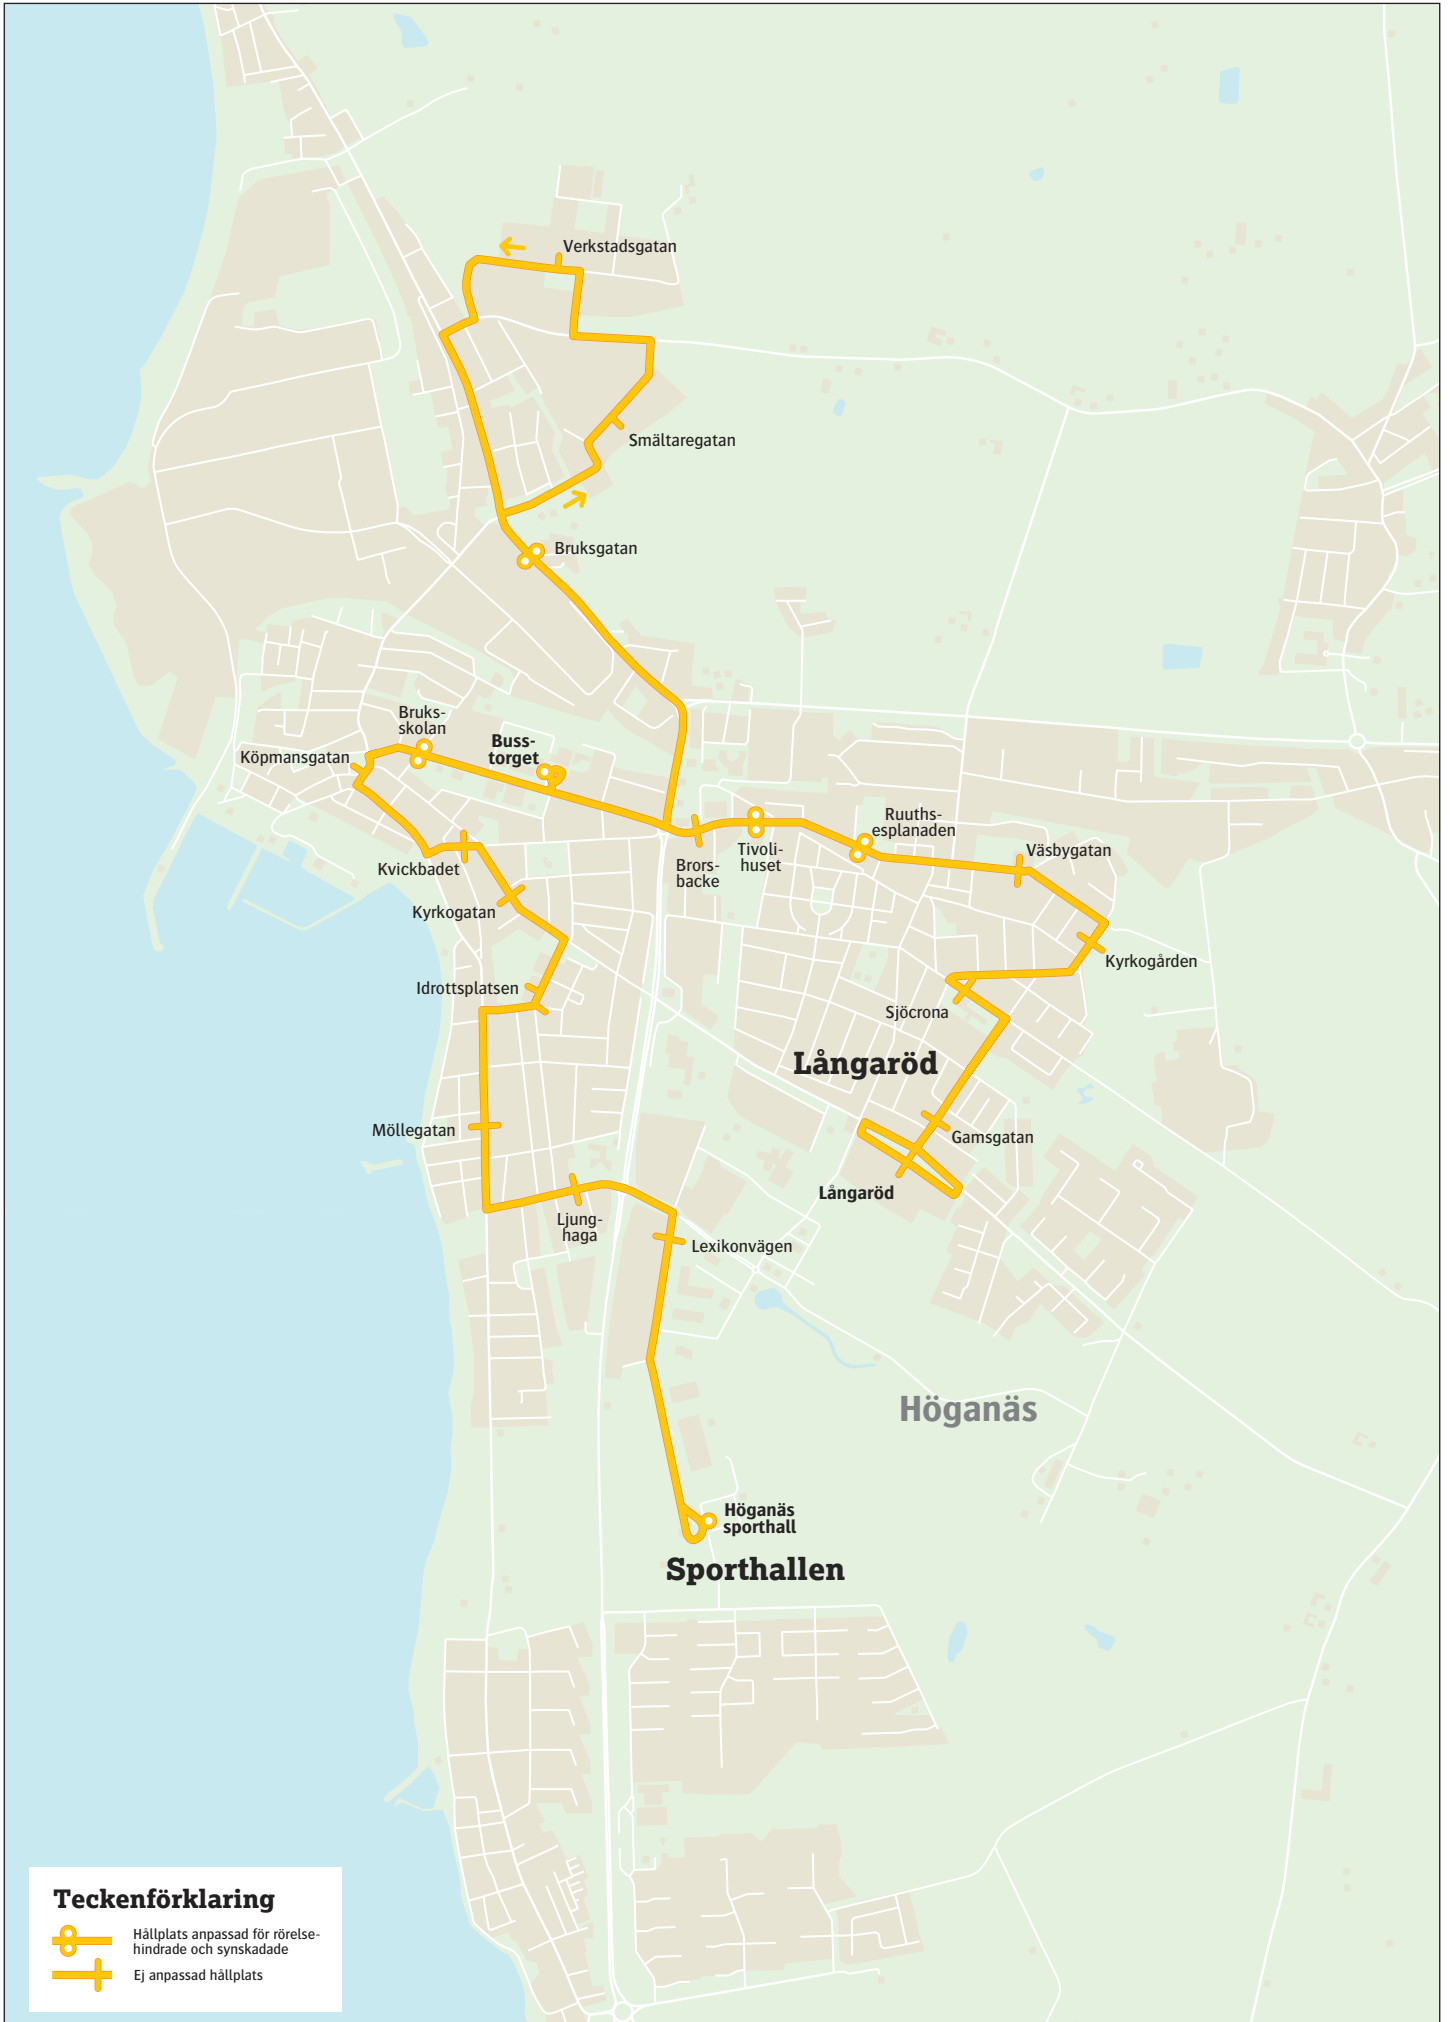 Verkstadsgatan
Smältaregatan
Bruksgatan
Bruks-
skolan
Buss-
torget
Köpmansgatan
Ruuths-
esplanaden
Tivoli-
huset
Brors-
backe
Väsbygatan
Kvickbadet
Kyrkogatan
Kyrkogården
Idrottsplatsen
Sjöcrona
Långaröd
Möllegatan
Gamsgatan
Långaröd
Ljung-
haga
Lexikonvägen
Höganäs
Höganäs
sporthall
Sporthallen
Teckenförklaring
Hållplats anpassad för rörelse-
hindrade och synskadade
Ej anpassad hållplats